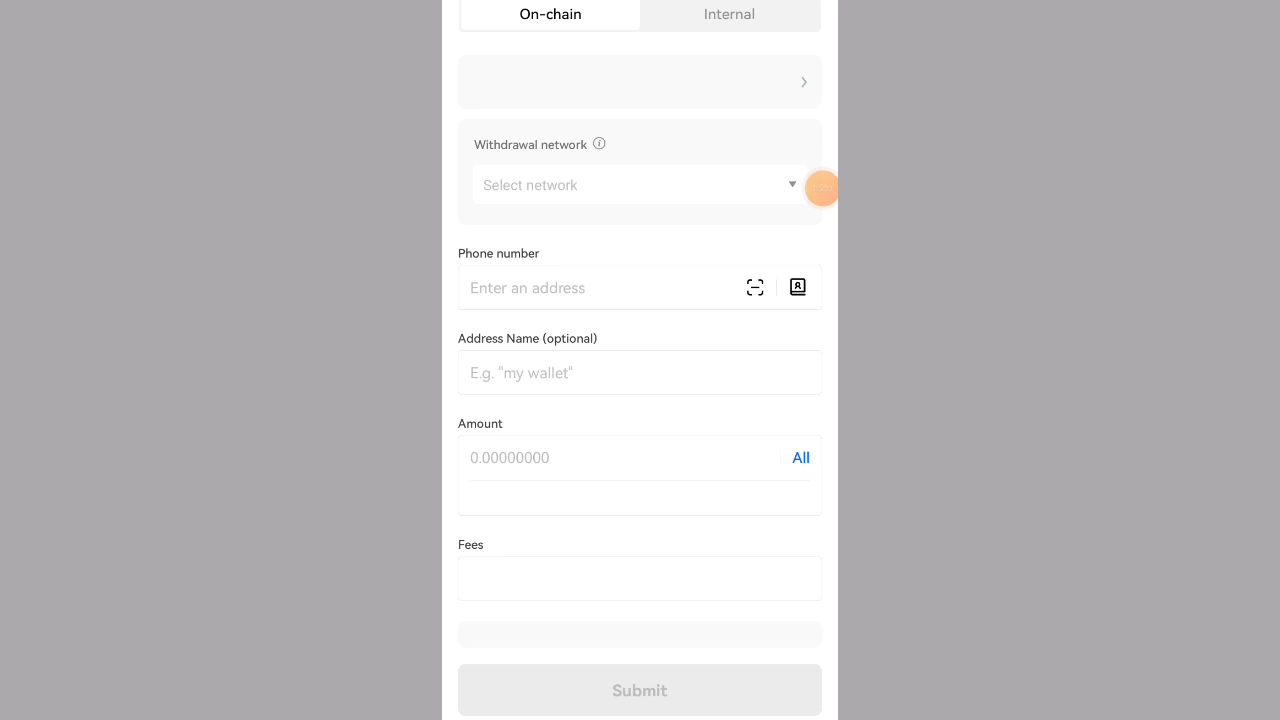 On-chain
Internal
Withdrawal network
Select network
Phone number
Enter an address
Address Name (optional)
E.g. "my wallet"
Amount
0.00000000
All
Fees
Submit